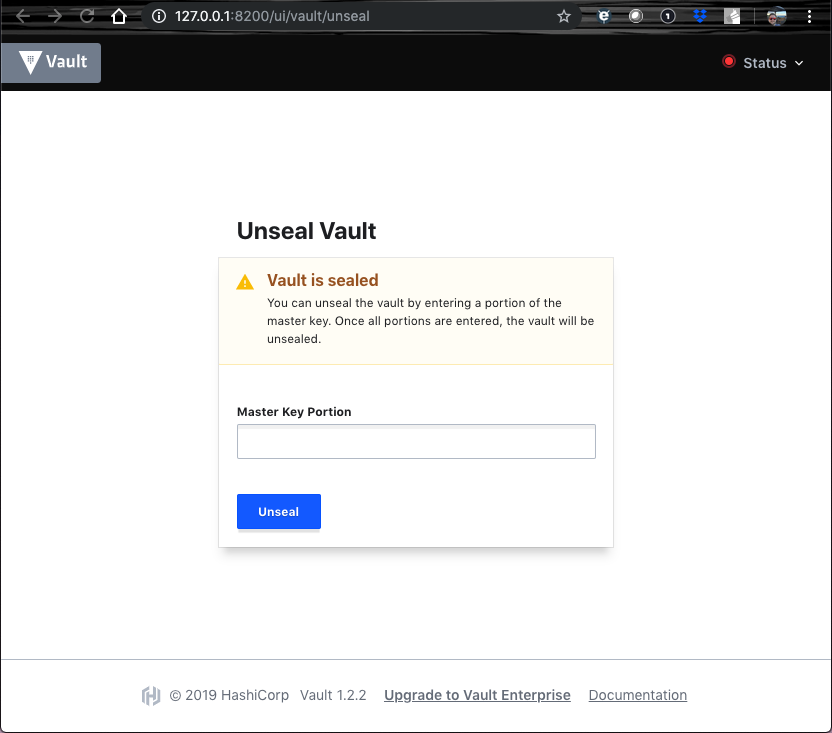 127.0.0.1:8200/ui/vault/unseal
Vault
Status
Unseal Vault
Vault is sealed
You can unseal the vault by entering a portion of the
master key. Once all portions are entered, the vault will be
unsealed.
Master Key Portion
Unseal
© 2019 HashiCorp Vault 1.2.2 Upgrade to Vault Enterprise Documentation